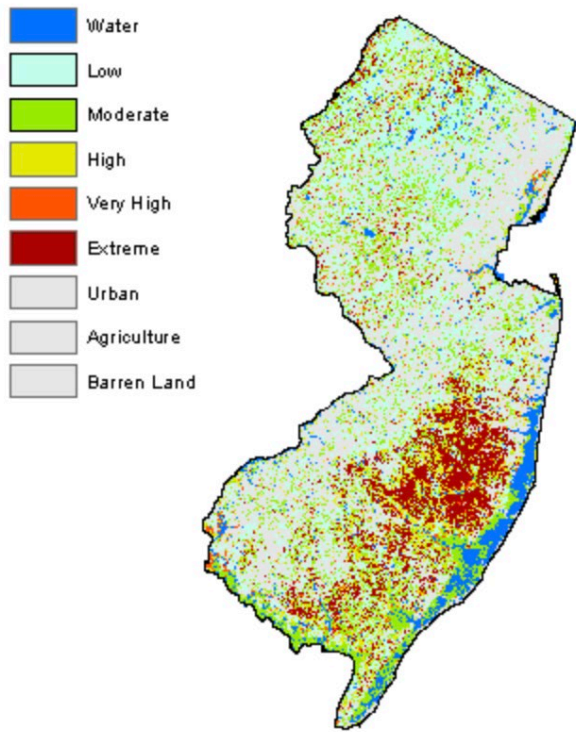 Water
Low
Moderate
High
Very High
Extreme
Urban
Agriculture
Barren Land